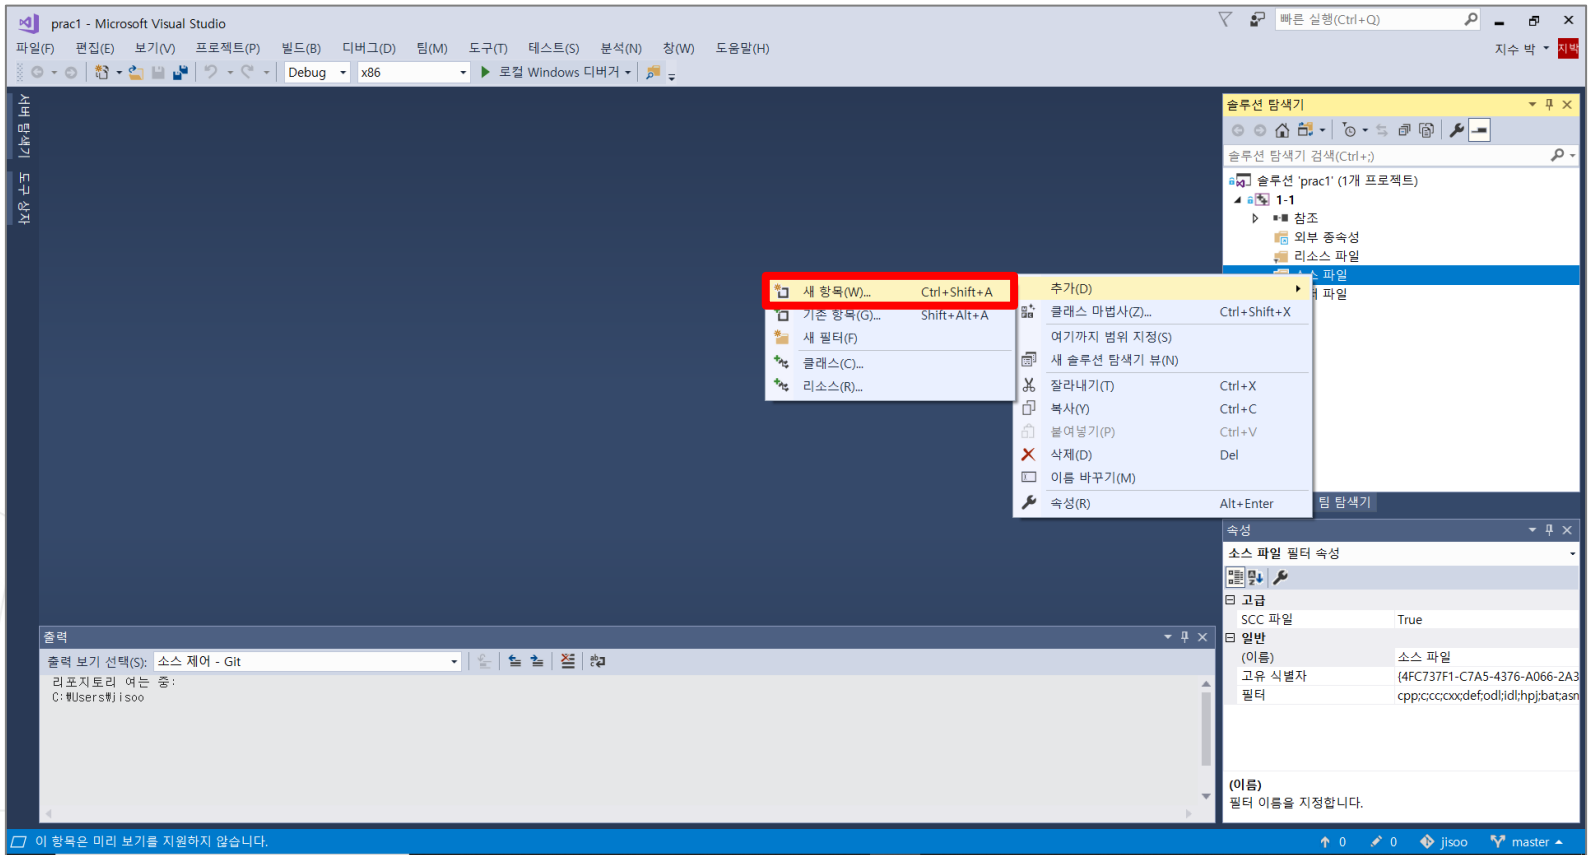 prac1 - Microsoft Visual Studio
빠른 실행(Ctrl+Q)
파일(F) 편집(E) 보기(V) 프로젝트(P) 빌드(B) 디버그(D) 팀(M) 도구(T) 테스트(S) 분석(N) 창(W) 도움말(H)
지수 박 지박
Debug x86 로컬 Windows 디버거
서버 탐색기
도구 상자
솔루션 탐색기
솔루션 탐색기 검색(Ctrl+;)
솔루션 'prac1' (1개 프로젝트)
1-1
참조
외부 종속성
리소스 파일
소스 파일
파일
새 항목(W)... Ctrl+Shift+A
기존 항목(G)... Shift+Alt+A
새 필터(F)
클래스(C)...
리소스(R)...
추가(D)
클래스 마법사(Z)... Ctrl+Shift+X
여기까지 범위 지정(S)
새 솔루션 탐색기 뷰(N)
잘라내기(T) Ctrl+X
복사(Y) Ctrl+C
붙여넣기(P) Ctrl+V
삭제(D) Del
이름 바꾸기(M)
속성(R) Alt+Enter
팀 탐색기
속성
소스 파일 필터 속성
고급
SCC 파일 True
일반
(이름) 소스 파일
고유 식별자 {4FC737F1-C7A5-4376-A066-2A3
필터 cpp;c;cc;cxx;def;odl;idl;hpj;bat;asn
(이름)
필터 이름을 지정합니다.
출력
출력 보기 선택(S): 소스 제어 - Git
리포지토리 여는 중:
C:₩Users₩jisoo
이 항목은 미리 보기를 지원하지 않습니다.
0 0 jisoo master